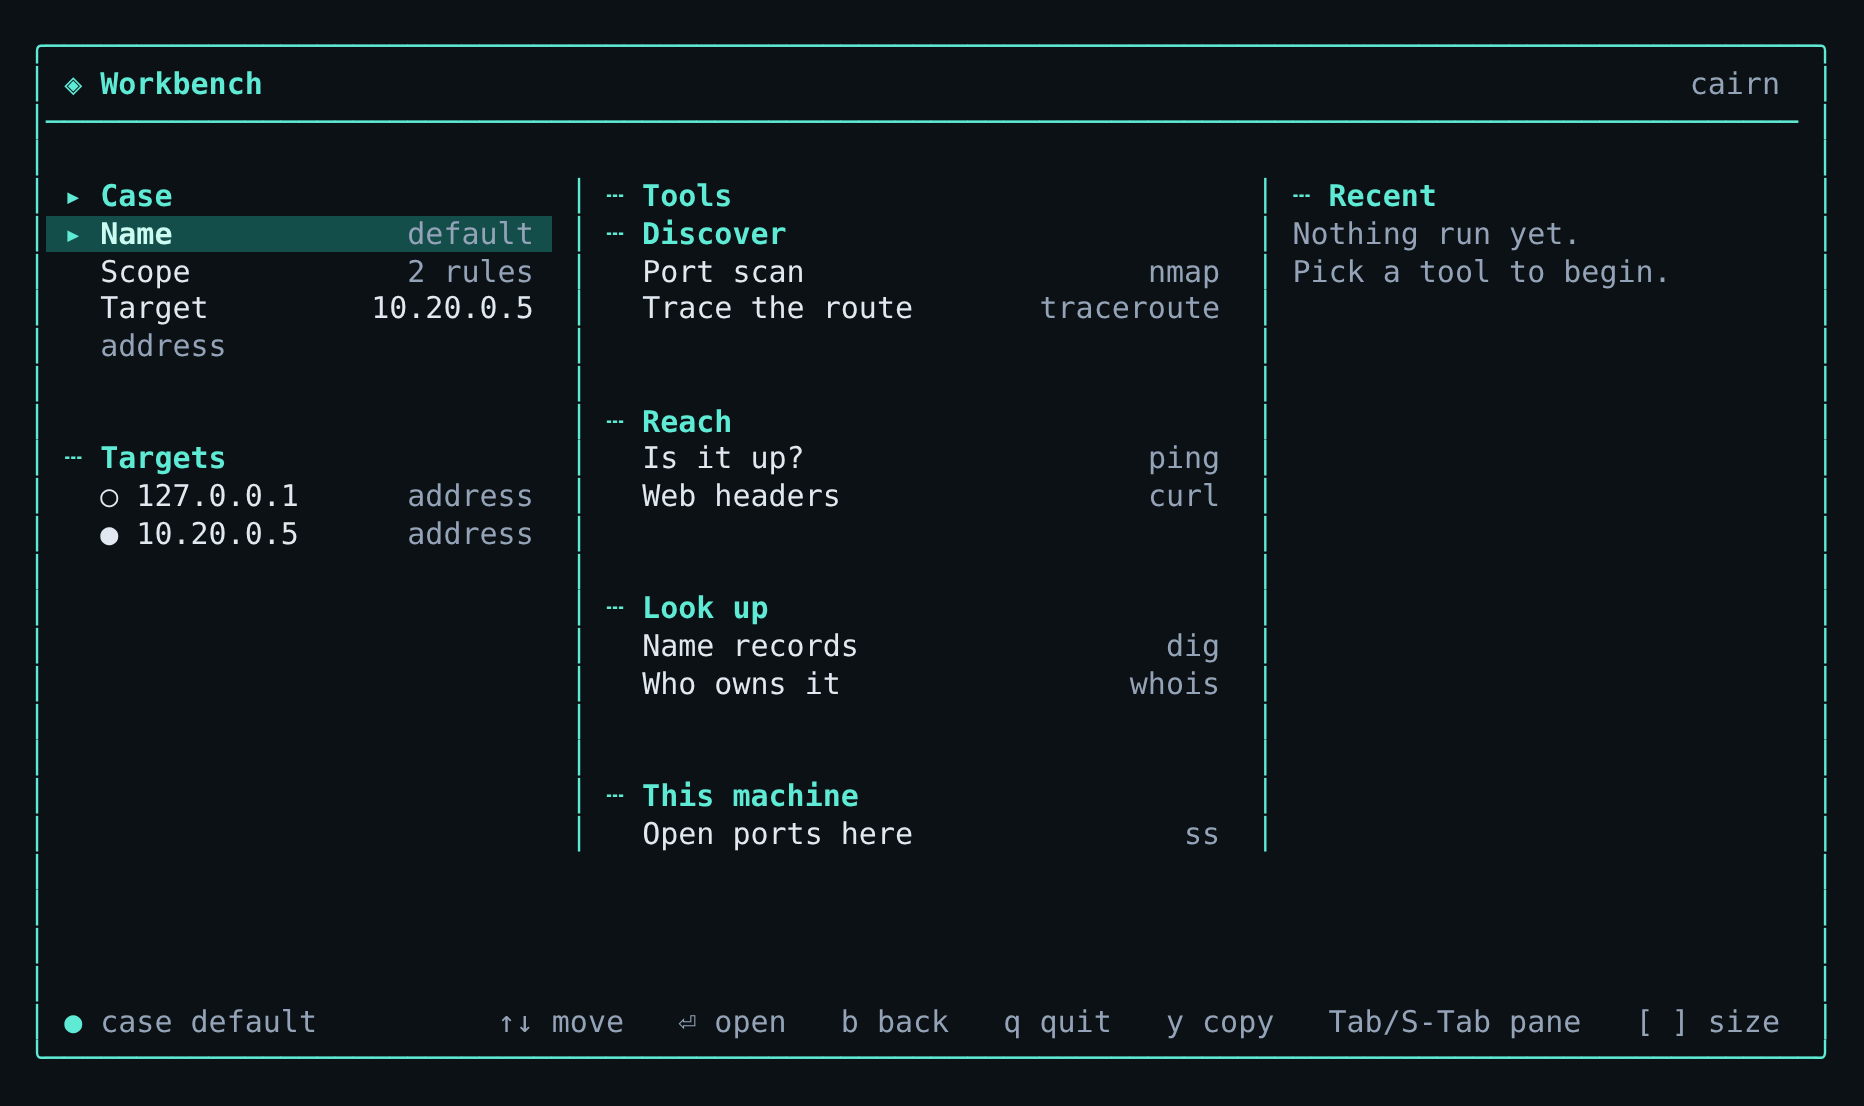 ◈ Workbench cairn
▸ Case
▸ Name default
Scope 2 rules
Target 10.20.0.5
address
┄ Targets
○ 127.0.0.1 address
● 10.20.0.5 address
┄ Tools
┄ Discover
Port scan nmap
Trace the route traceroute
┄ Reach
Is it up? ping
Web headers curl
┄ Look up
Name records dig
Who owns it whois
┄ This machine
Open ports here ss
┄ Recent
Nothing run yet.
Pick a tool to begin.
● case default ↑↓ move ⏎ open b back q quit y copy Tab/S-Tab pane [ ] size